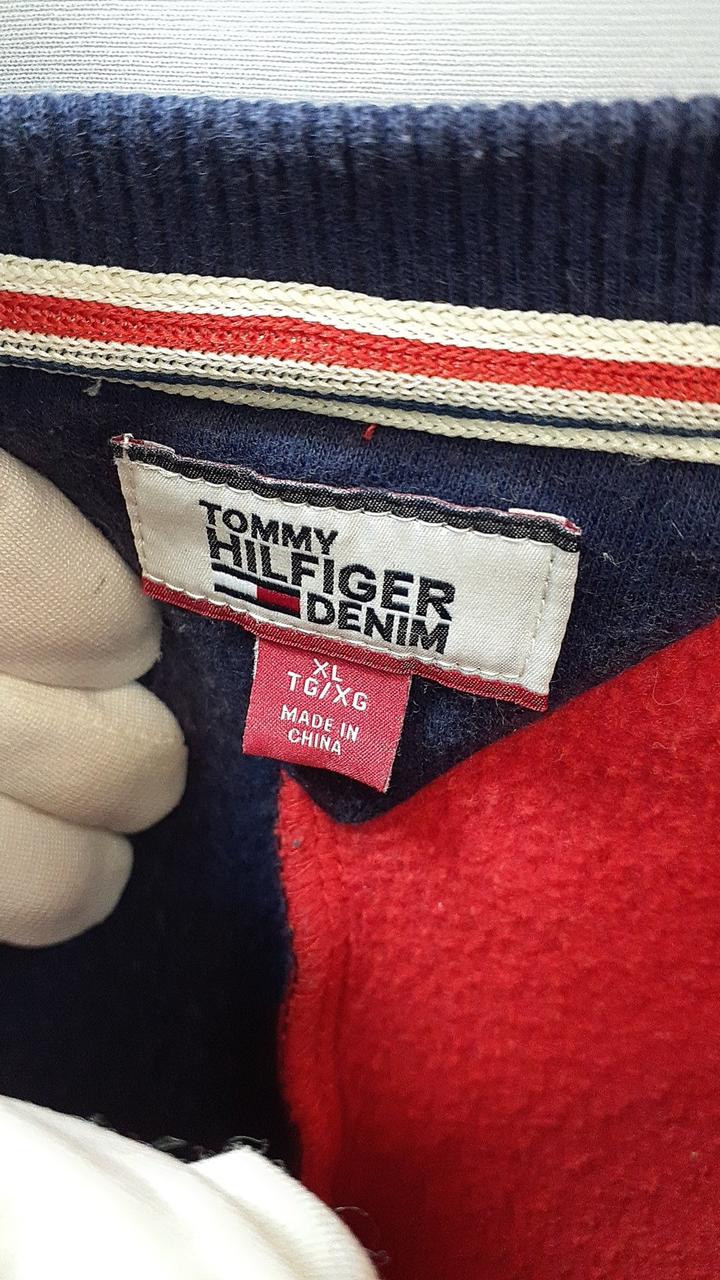 TOMMY
HILFIGER
DENIM
XL
TG/XG
MADE IN
CHINA